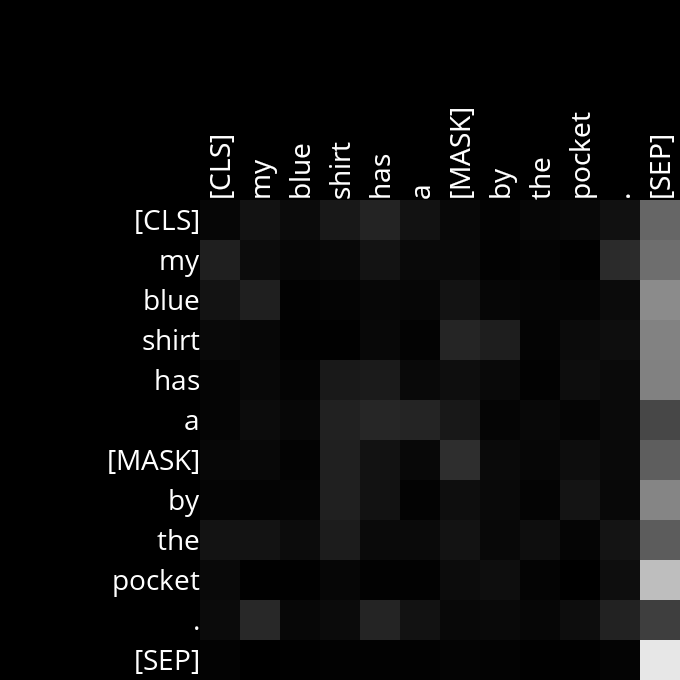 [CLS] my blue shirt has a [MASK] by the pocket . [SEP]
[CLS]
my
blue
shirt
has
a
[MASK]
by
the
pocket
.
[SEP]